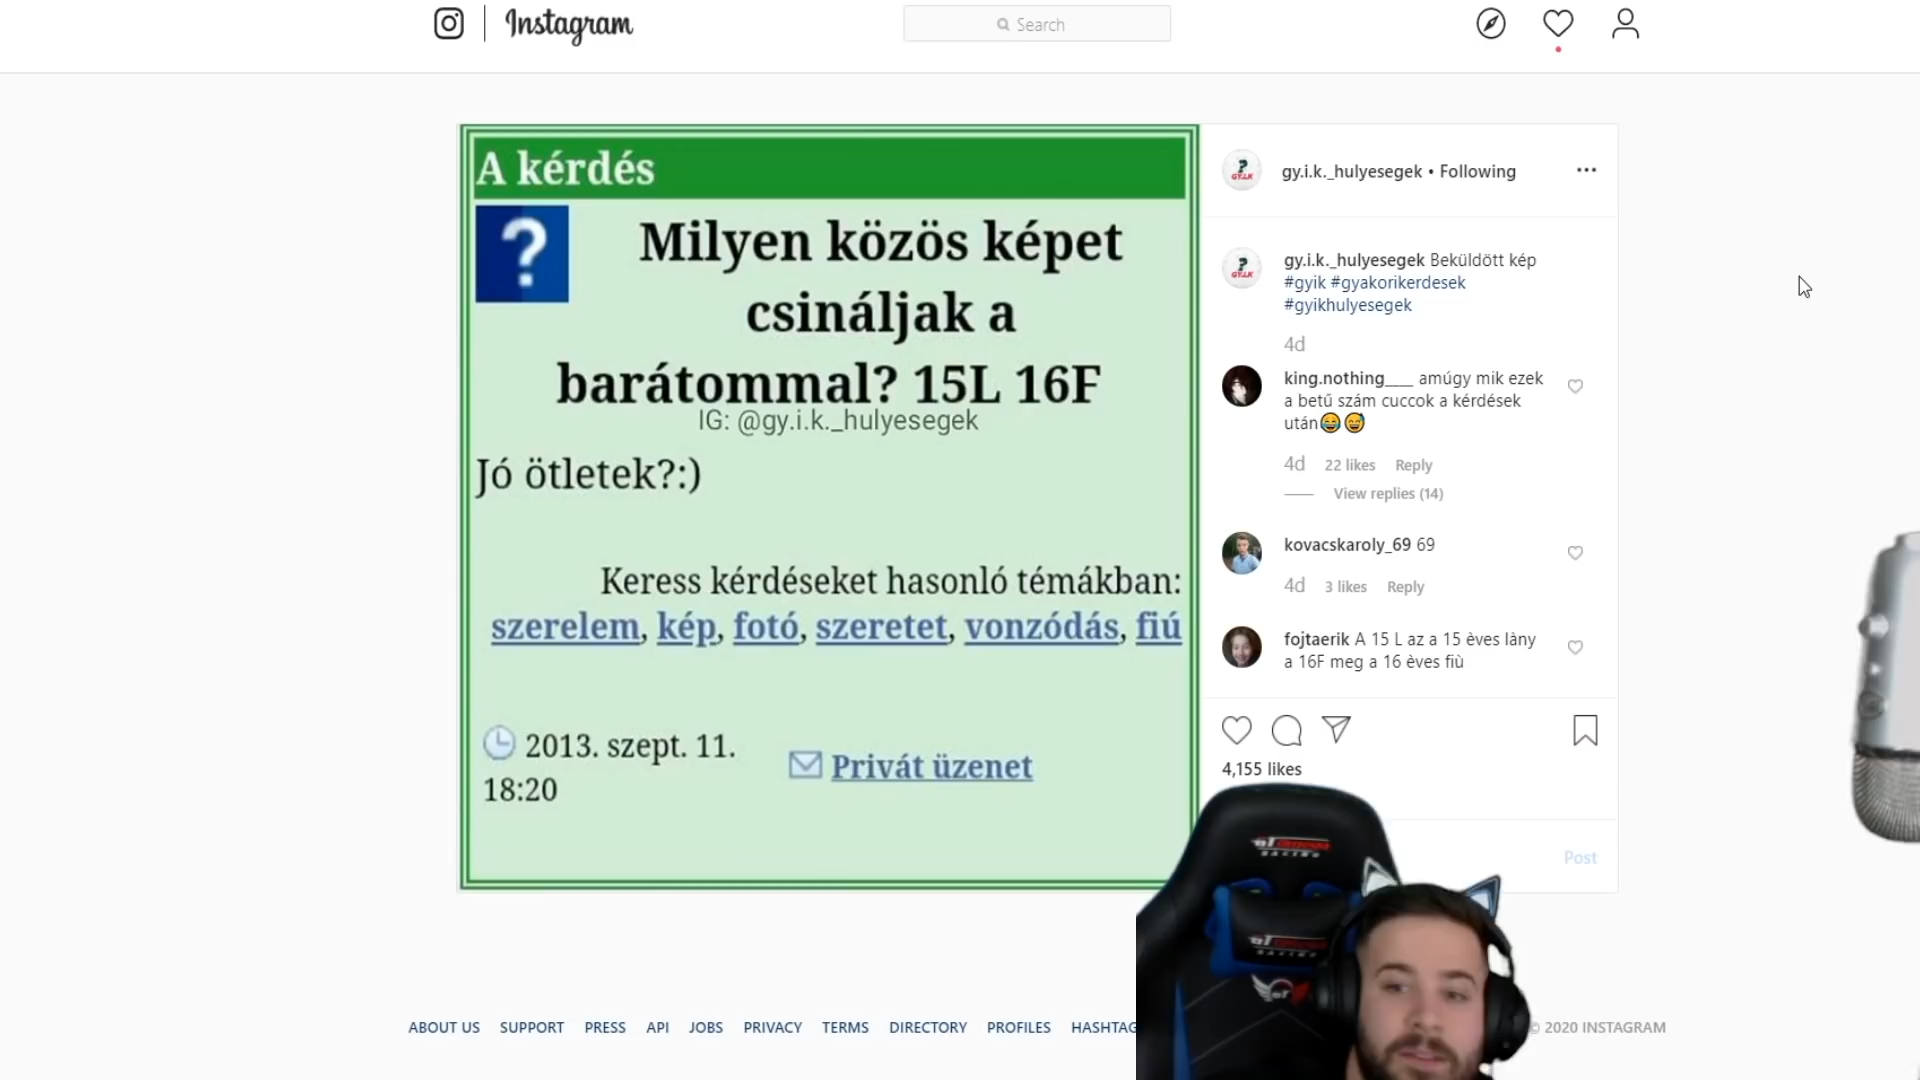 Instagram
Search
A kérdés
?
Milyen közös képet
csináljak a
barátommal? 15L 16F
IG: @gy.i.k._hulyesegek
Jó ötletek?:)
Keress kérdéseket hasonló témákban:
szerelem, kép, fotó, szeretet, vonzódás, fiú
2013. szept. 11.
18:20
Privát üzenet
gy.i.k._hulyesegek • Following
gy.i.k._hulyesegek Beküldött kép
#gyik #gyakorikerdesek
#gyikhulyesegek
4d
king.nothing___ amúgy mik ezek
a betű szám cuccok a kérdések
után😂😅
4d 22 likes Reply
View replies (14)
kovacskaroly_69 69
4d 3 likes Reply
fojtaerik A 15 L az a 15 èves làny
a 16F meg a 16 èves fiù
4,155 likes
Post
ABOUT US SUPPORT PRESS API JOBS PRIVACY TERMS DIRECTORY PROFILES HASHTAG
© 2020 INSTAGRAM